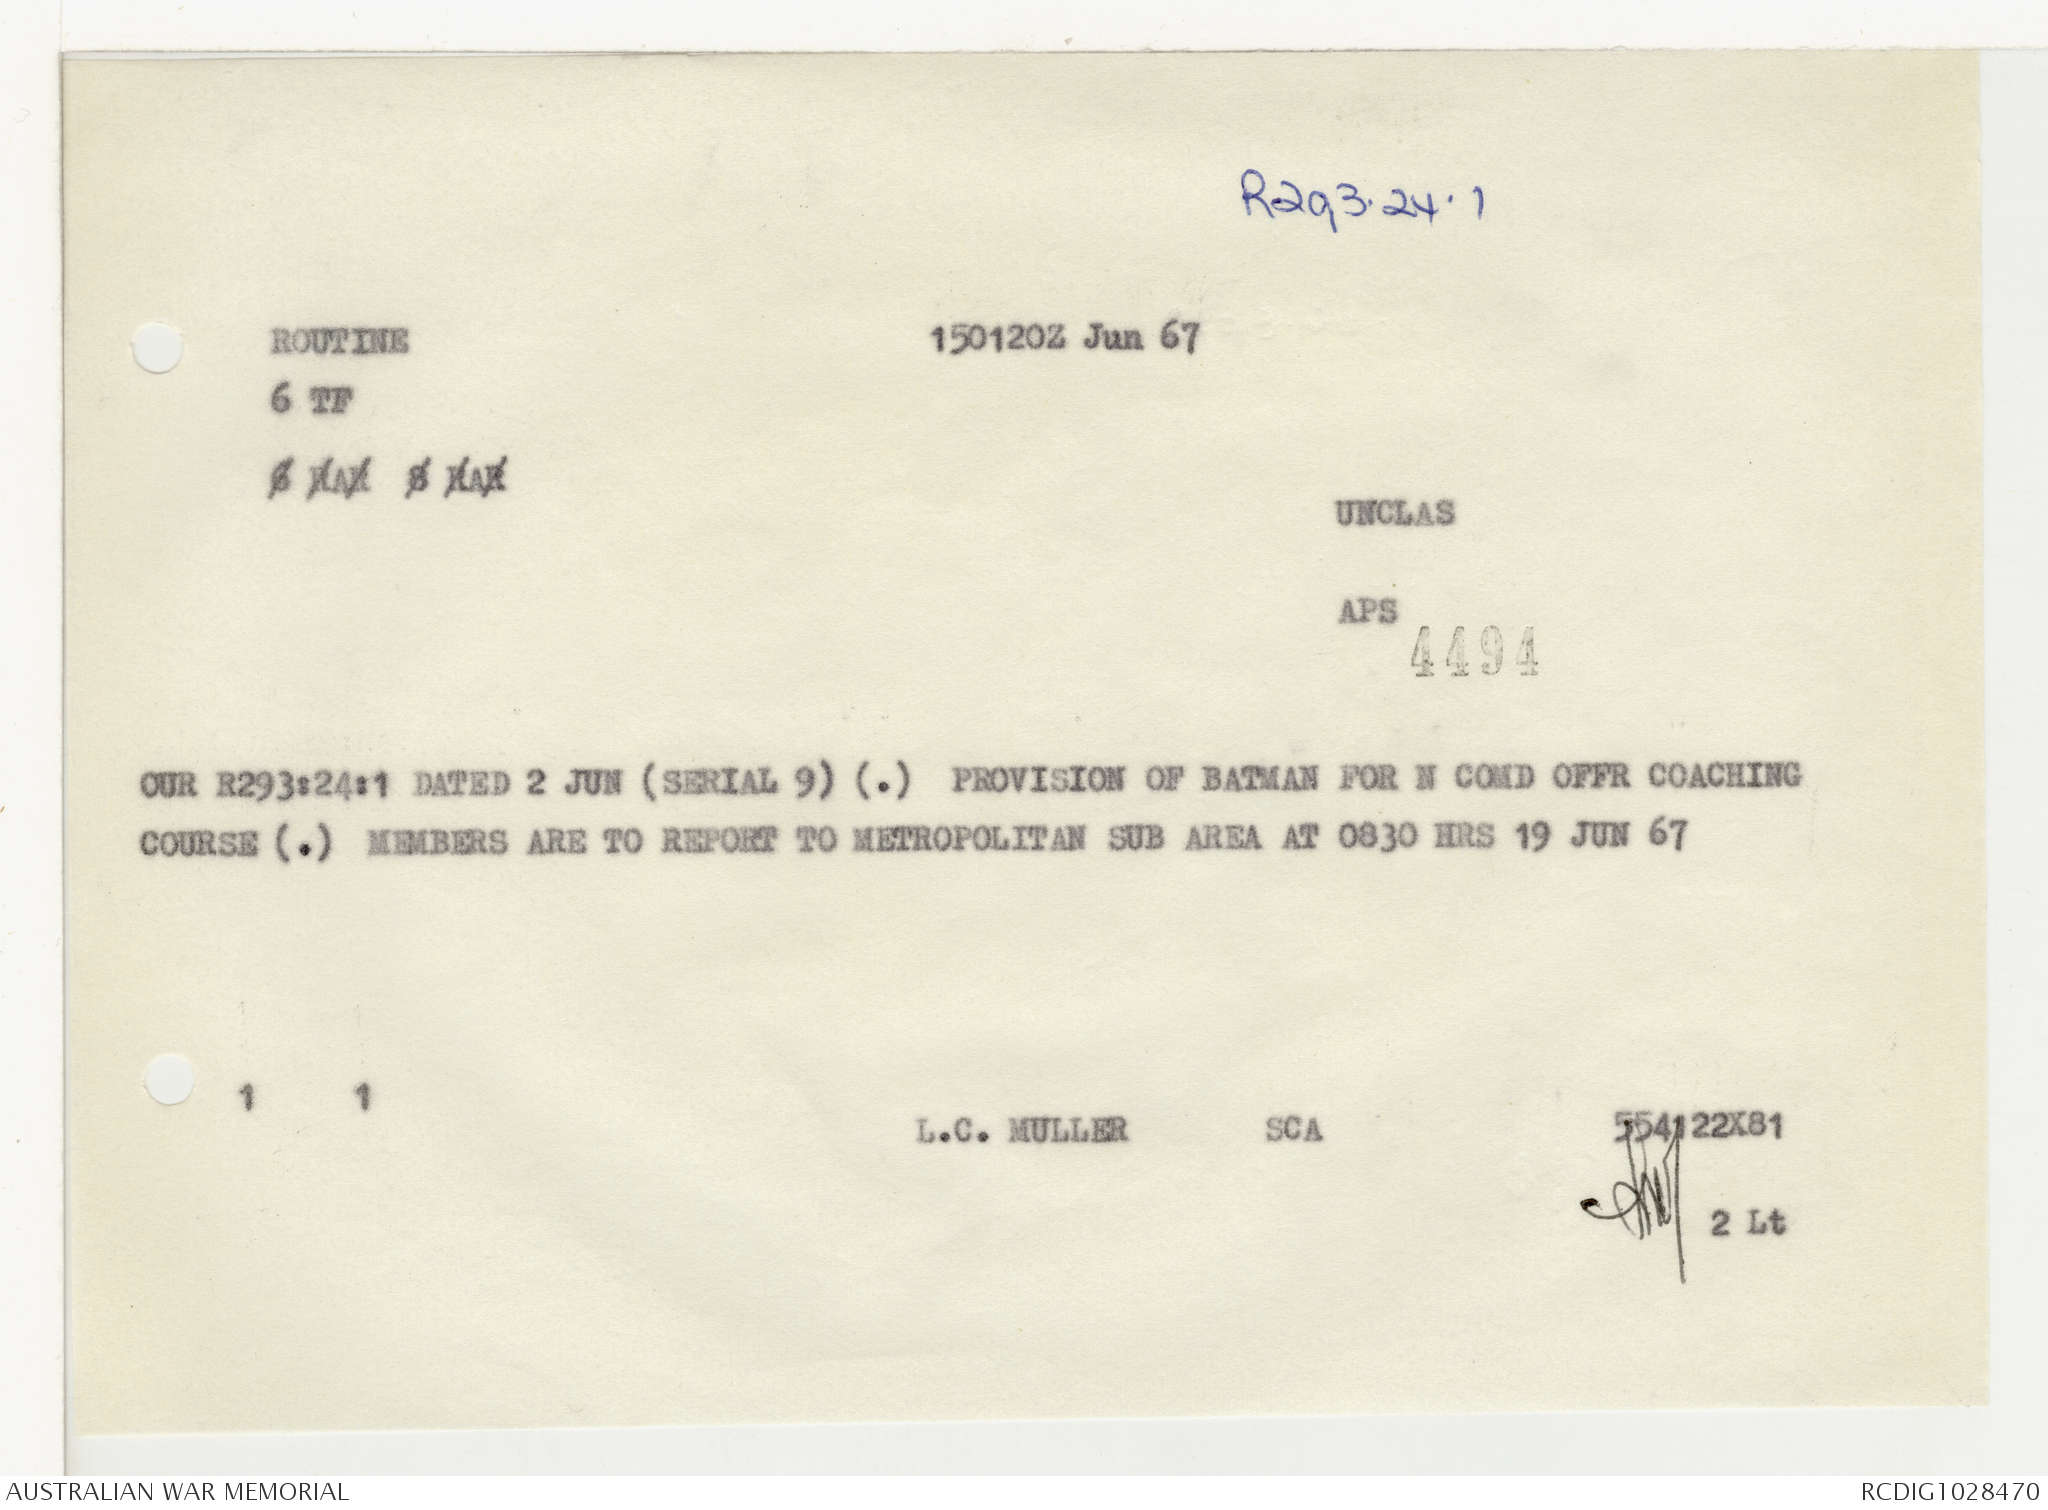 R293.24.1
ROUTINE 150120Z Jun 67
6 TF
UNCLAS
APS
4494
OUR R293:24:1 DATED 2 JUN (SERIAL 9) (.) PROVISION OF BATMAN FOR N COMD OFFR COACHING
COURSE (.) MEMBERS ARE TO REPORT TO METROPOLITAN SUB AREA AT 0830 HRS 19 JUN 67
1 1
L.C. MULLER SCA 554122X81
2 Lt
AUSTRALIAN WAR MEMORIAL RCDIG1028470